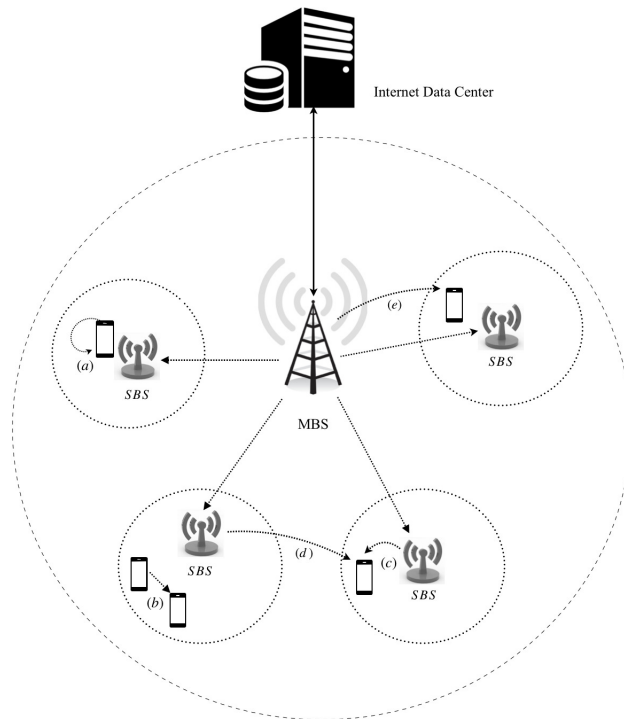 Internet Data Center
(e)
(a)
SBS
SBS
MBS
(d)
(c)
SBS
(b)
SBS